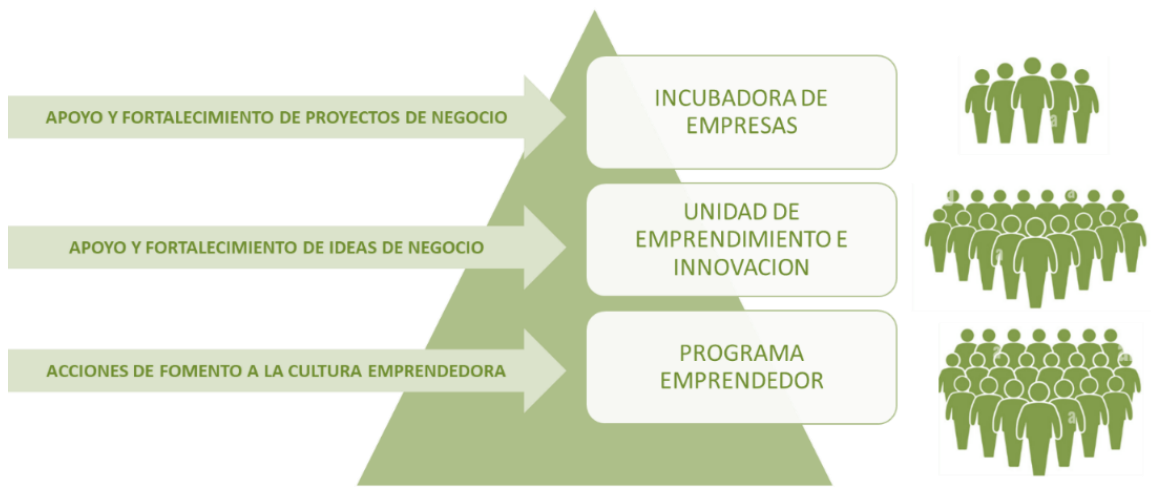 APOYO Y FORTALECIMIENTO DE PROYECTOS DE NEGOCIO
INCUBADORA DE
EMPRESAS
APOYO Y FORTALECIMIENTO DE IDEAS DE NEGOCIO
UNIDAD DE
EMPRENDIMIENTO E
INNOVACION
ACCIONES DE FOMENTO A LA CULTURA EMPRENDEDORA
PROGRAMA
EMPRENDEDOR